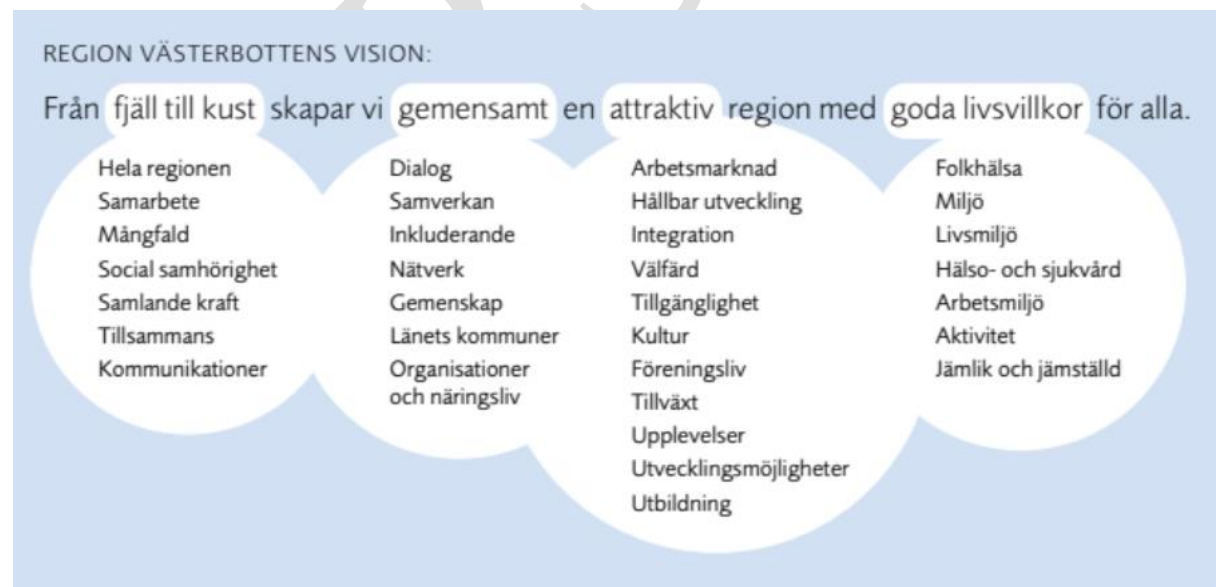 REGION VÄSTERBOTTENS VISION:
Från fjäll till kust skapar vi gemensamt en attraktiv region med goda livsvillkor för alla.
Hela regionen
Samarbete
Mångfald
Social samhörighet
Samlande kraft
Tillsammans
Kommunikationer
Dialog
Samverkan
Inkluderande
Nätverk
Gemenskap
Länets kommuner
Organisationer
och näringsliv
Arbetsmarknad
Hållbar utveckling
Integration
Välfärd
Tillgänglighet
Kultur
Föreningsliv
Tillväxt
Upplevelser
Utvecklingsmöjligheter
Utbildning
Folkhälsa
Miljö
Livsmiljö
Hälso- och sjukvård
Arbetsmiljö
Aktivitet
Jämlik och jämställd